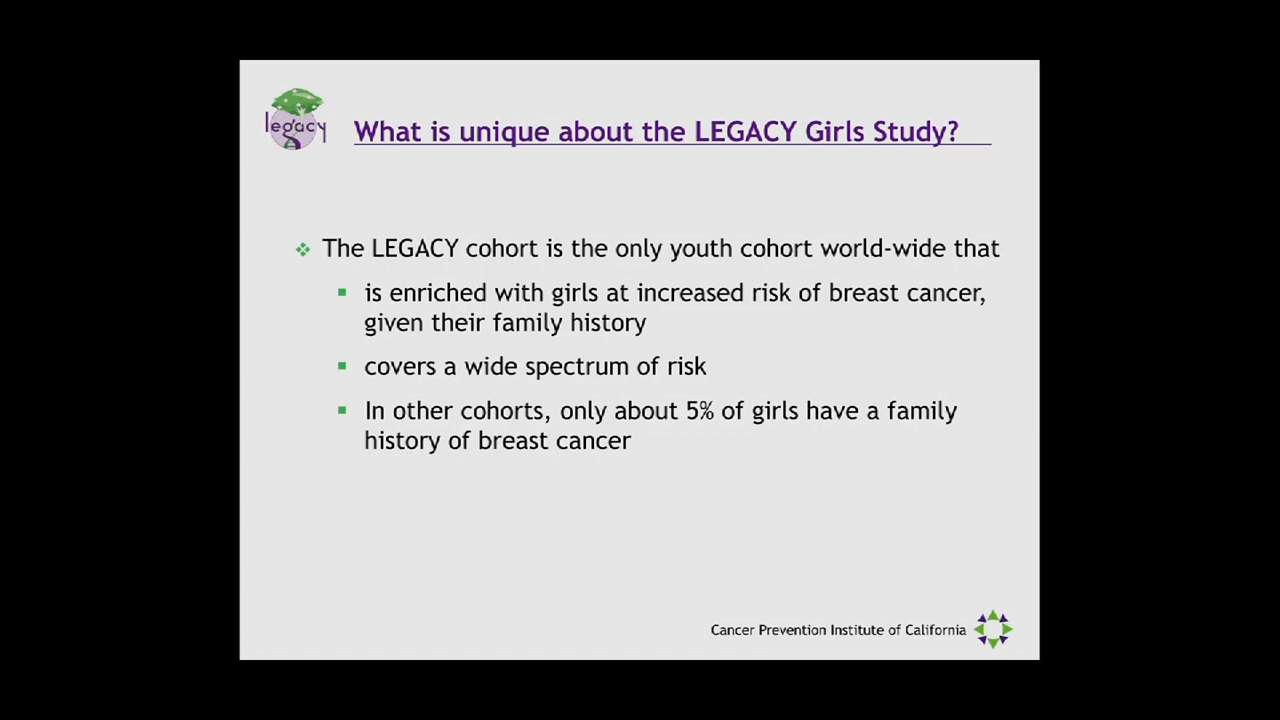 legacy
What is unique about the LEGACY Girls Study?
The LEGACY cohort is the only youth cohort world-wide that
is enriched with girls at increased risk of breast cancer,
given their family history
covers a wide spectrum of risk
In other cohorts, only about 5% of girls have a family
history of breast cancer
Cancer Prevention Institute of California